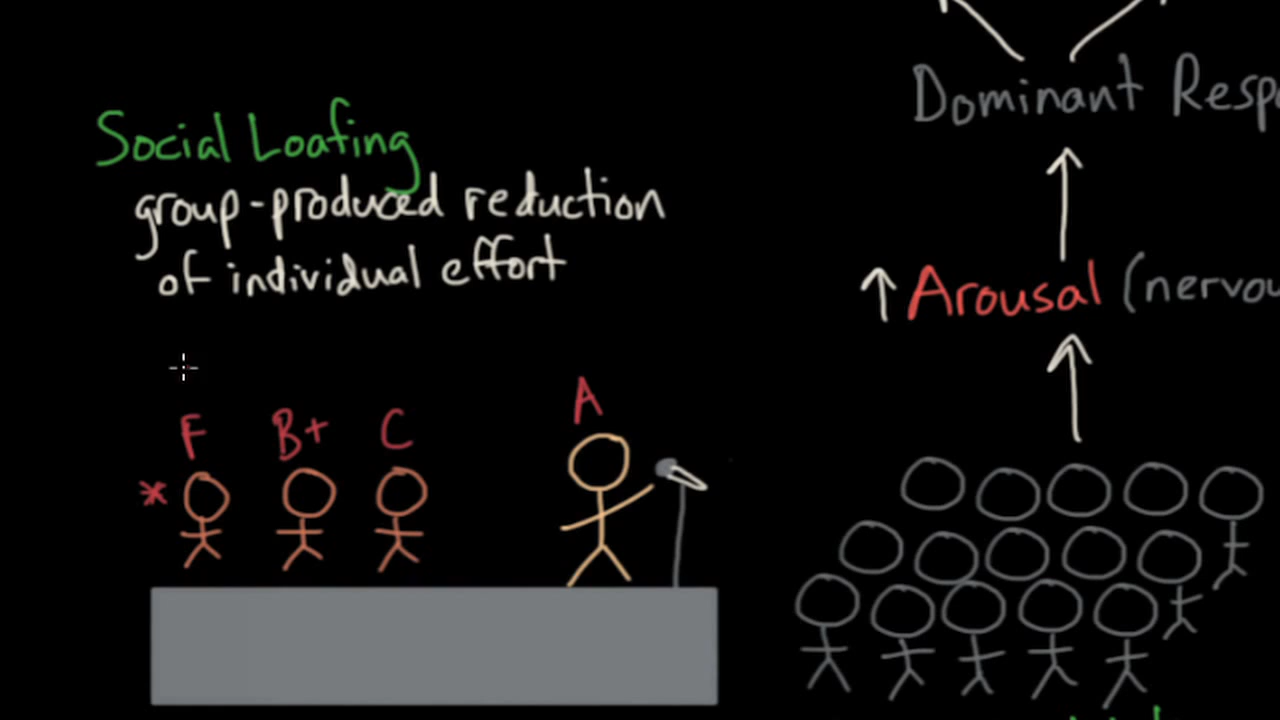 Social Loafing
group-produced reduction
of individual effort
F B+ C A
*
Dominant Resp
↑ Arousal (nervou